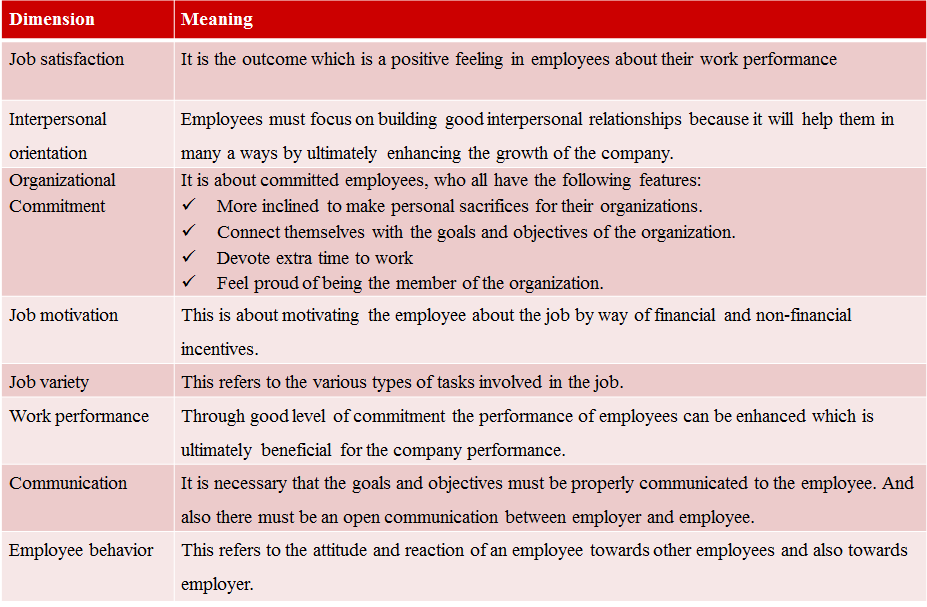 Dimension Meaning
Job satisfaction It is the outcome which is a positive feeling in employees about their work performance
Interpersonal Employees must focus on building good interpersonal relationships because it will help them in
orientation many a ways by ultimately enhancing the growth of the company.
Organizational It is about committed employees, who all have the following features:
Commitment ✓ More inclined to make personal sacrifices for their organizations.
✓ Connect themselves with the goals and objectives of the organization.
✓ Devote extra time to work
✓ Feel proud of being the member of the organization.
Job motivation This is about motivating the employee about the job by way of financial and non-financial
incentives.
Job variety This refers to the various types of tasks involved in the job.
Work performance Through good level of commitment the performance of employees can be enhanced which is
ultimately beneficial for the company performance.
Communication It is necessary that the goals and objectives must be properly communicated to the employee. And
also there must be an open communication between employer and employee.
Employee behavior This refers to the attitude and reaction of an employee towards other employees and also towards
employer.